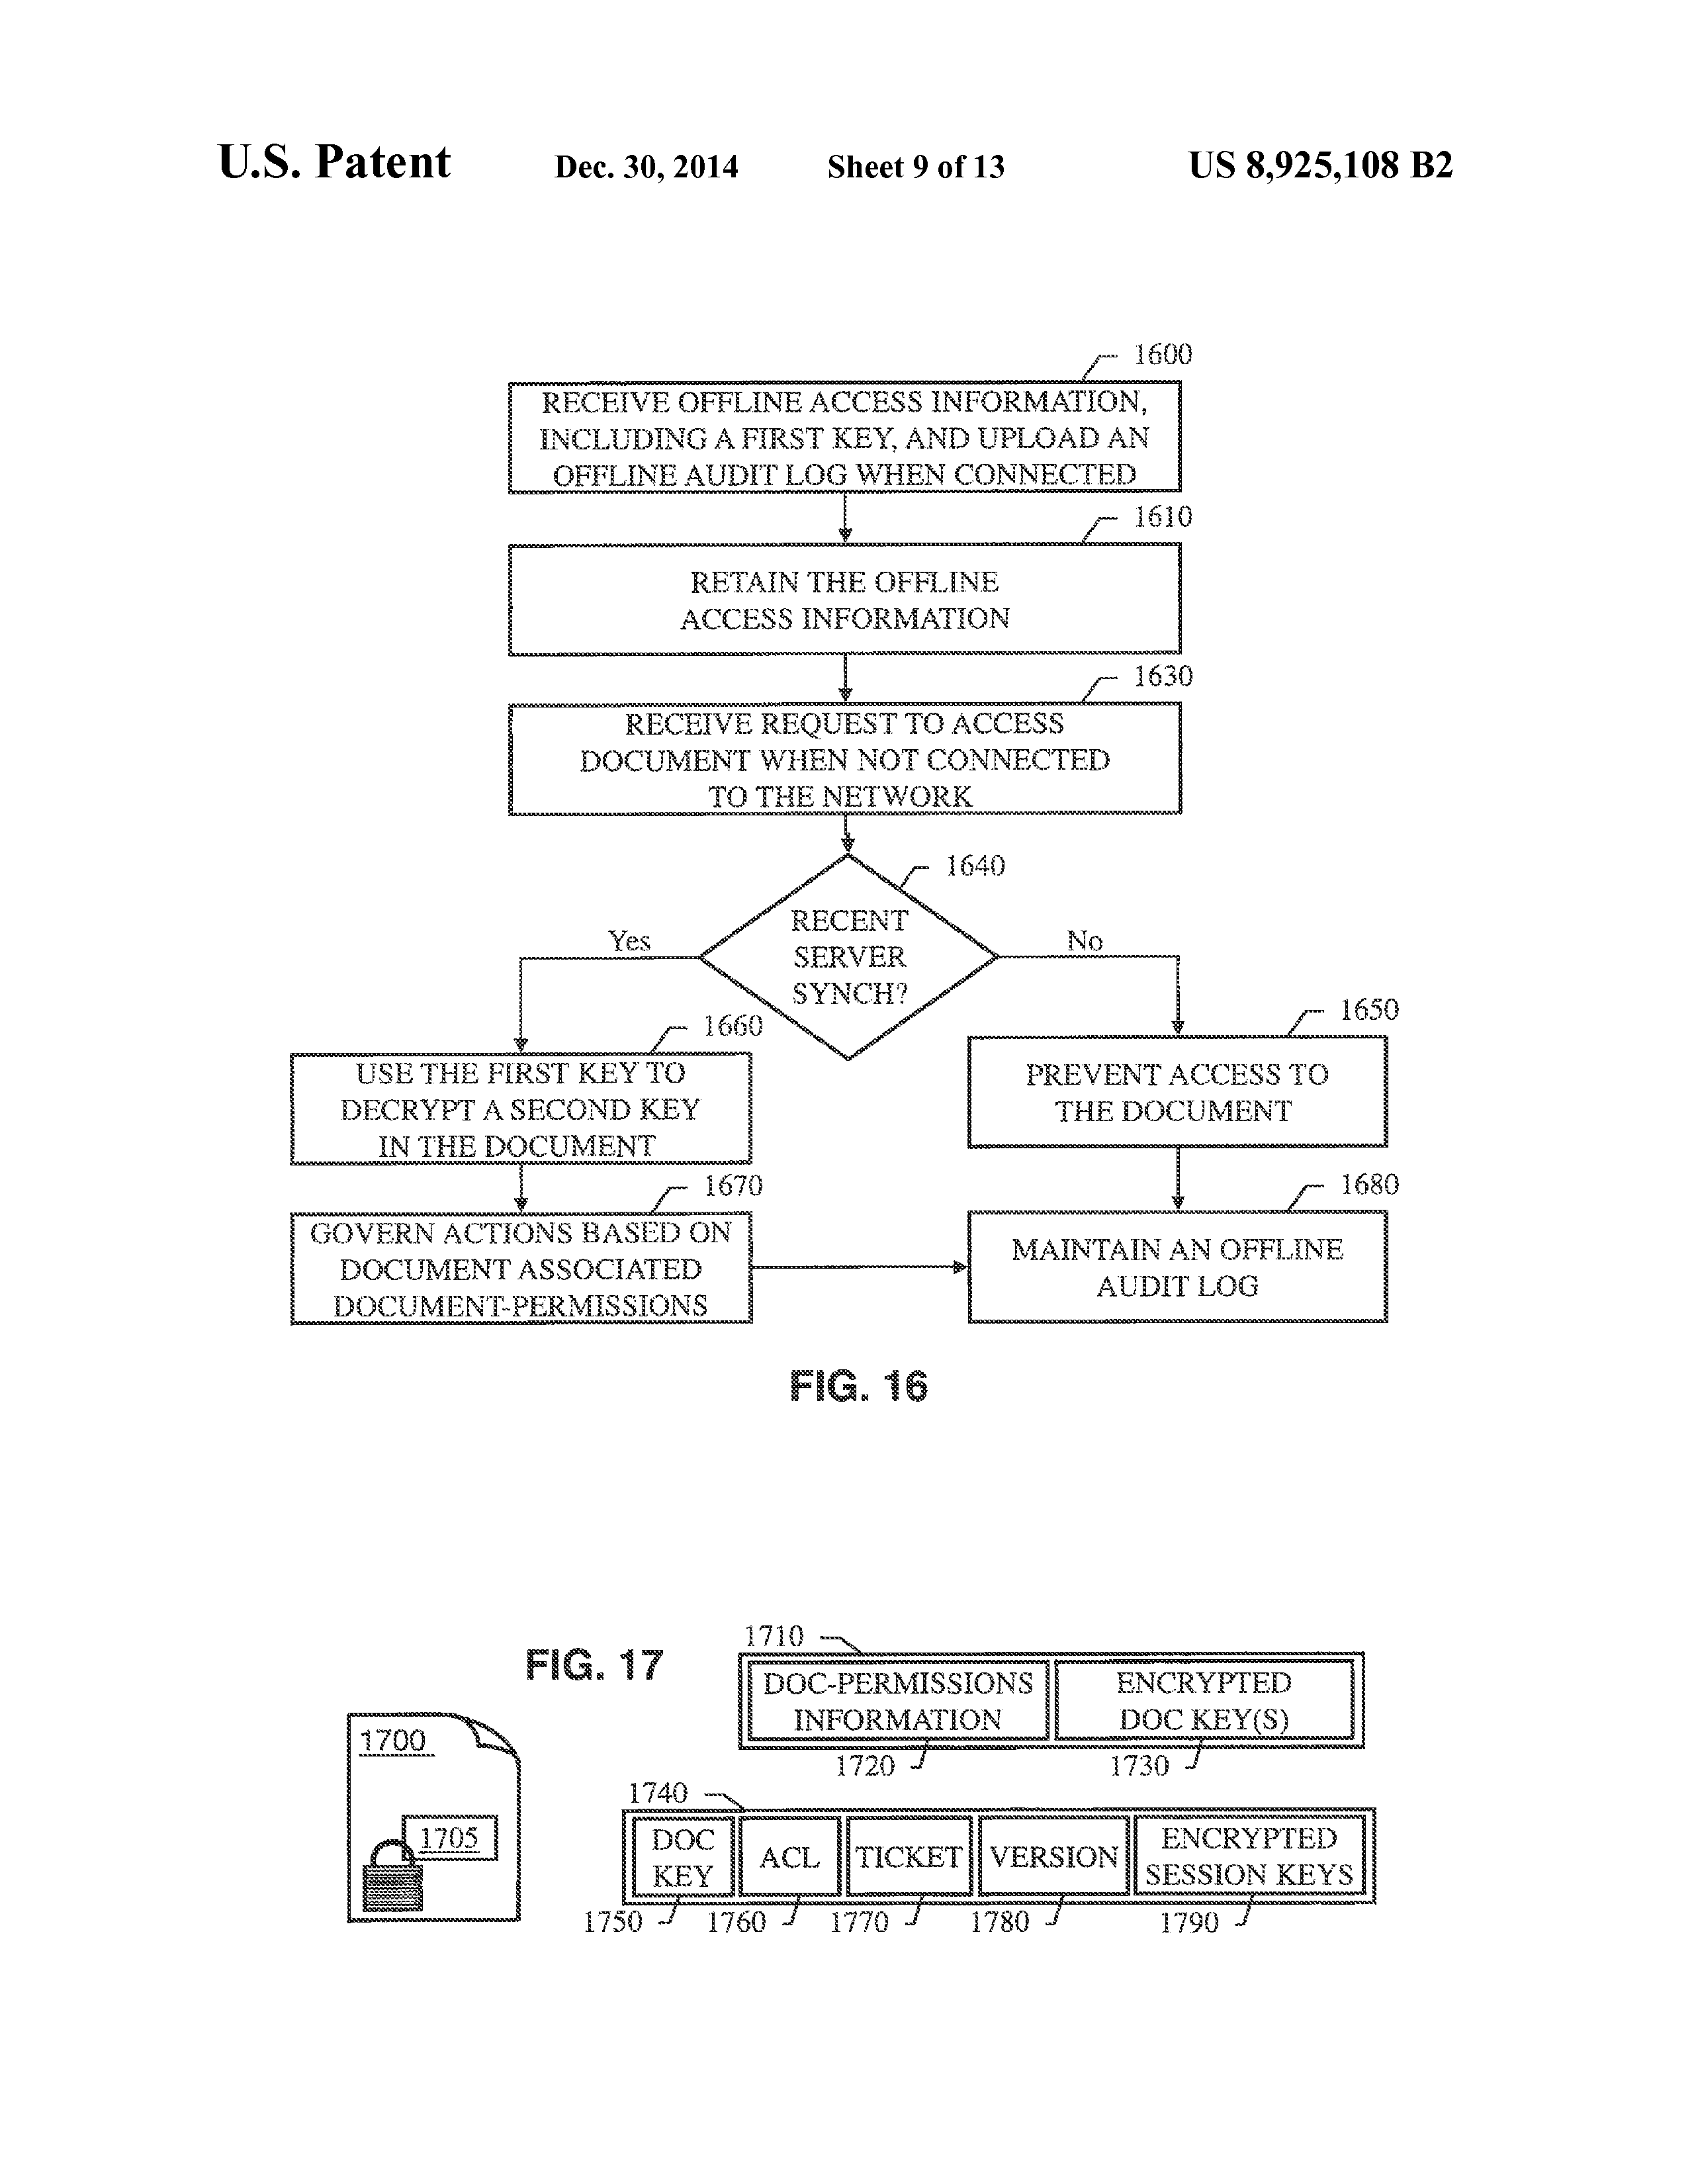 U.S. Patent Dec. 30, 2014 Sheet 9 of 13 US 8,925,108 B2
1600
RECEIVE OFFLINE ACCESS INFORMATION,
INCLUDING A FIRST KEY, AND UPLOAD AN
OFFLINE AUDIT LOG WHEN CONNECTED
1610
RETAIN THE OFFLINE
ACCESS INFORMATION
1630
RECEIVE REQUEST TO ACCESS
DOCUMENT WHEN NOT CONNECTED
TO THE NETWORK
1640
RECENT
SERVER
SYNCH?
Yes
No
1660
USE THE FIRST KEY TO
DECRYPT A SECOND KEY
IN THE DOCUMENT
1650
PREVENT ACCESS TO
THE DOCUMENT
1670
GOVERN ACTIONS BASED ON
DOCUMENT ASSOCIATED
DOCUMENT-PERMISSIONS
1680
MAINTAIN AN OFFLINE
AUDIT LOG
FIG. 16
FIG. 17
1700
1705
1710
DOC-PERMISSIONS
INFORMATION
ENCRYPTED
DOC KEY(S)
1720
1730
1740
DOC
KEY
ACL
TICKET
VERSION
ENCRYPTED
SESSION KEYS
1750
1760
1770
1780
1790